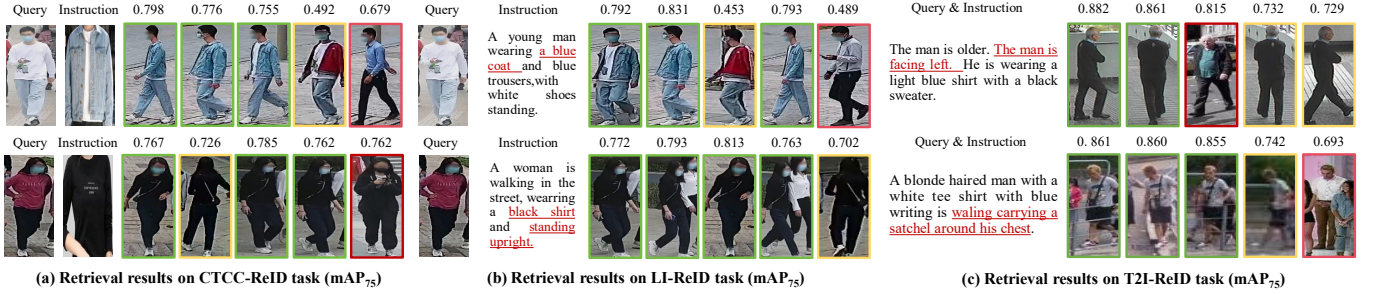 Query Instruction 0.798 0.776 0.755 0.492 0.679
Query Instruction 0.767 0.726 0.785 0.762 0.762
(a) Retrieval results on CTCC-ReID task (mAP75)
Query Instruction 0.792 0.831 0.453 0.793 0.489
A young man
wearing a blue
coat and blue
trousers,with
white shoes
standing.
Query Instruction 0.772 0.793 0.813 0.763 0.702
A woman is
walking in the
street, wearring
a black shirt
and standing
upright.
(b) Retrieval results on LI-ReID task (mAP75)
Query & Instruction 0.882 0.861 0.815 0.732 0. 729
The man is older. The man is
facing left. He is wearing a
light blue shirt with a black
sweater.
Query & Instruction 0. 861 0.860 0.855 0.742 0.693
A blonde haired man with a
white tee shirt with blue
writing is waling carrying a
satchel around his chest.
(c) Retrieval results on T2I-ReID task (mAP75)